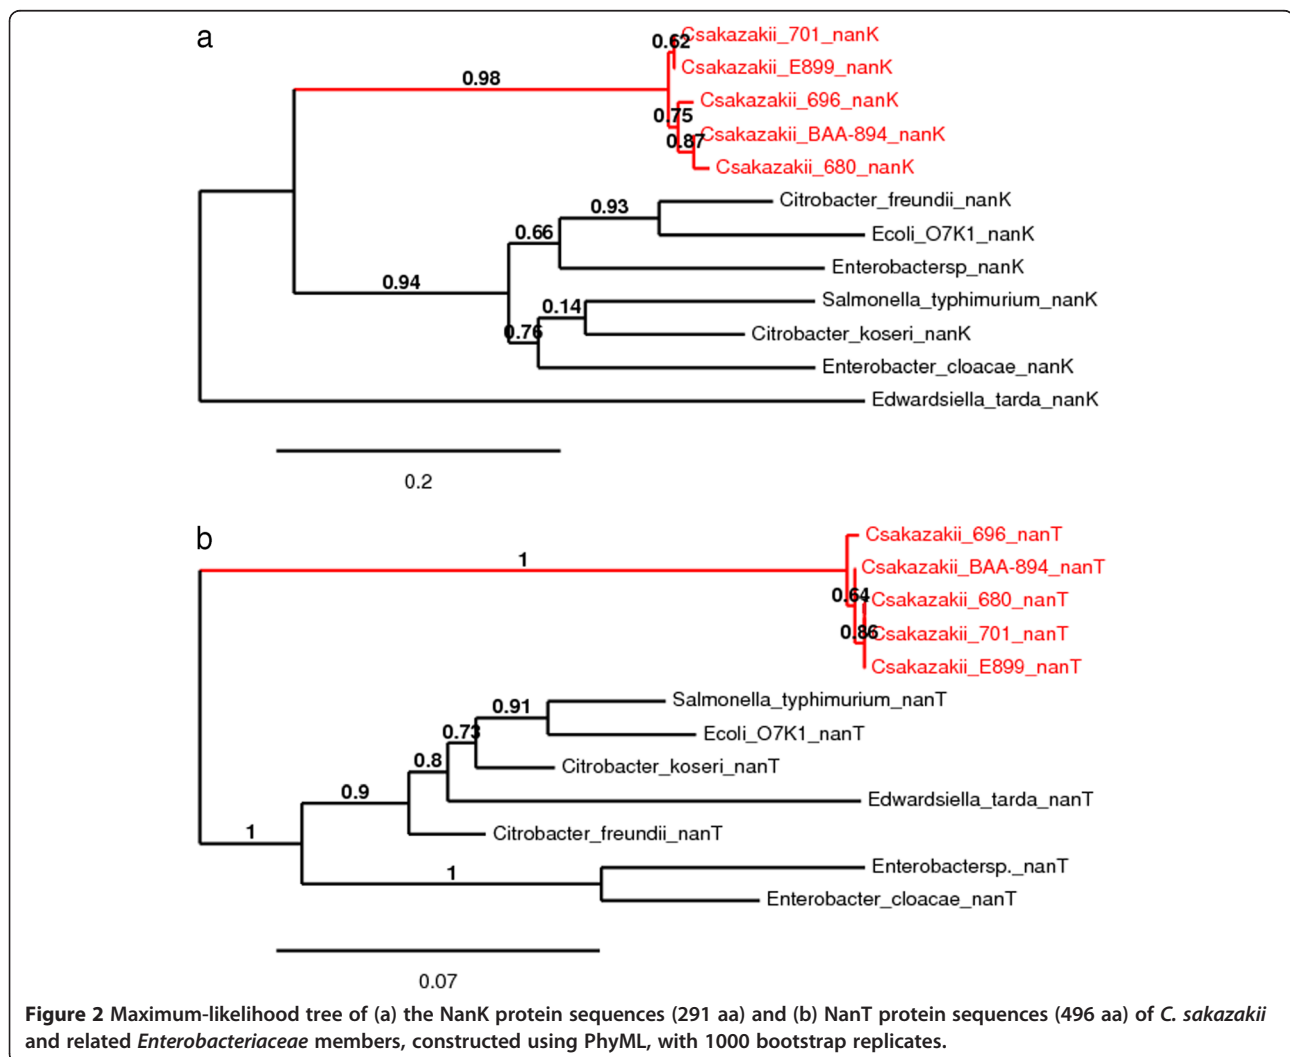 a
0.62
Csakazakii_701_nanK
Csakazakii_E899_nanK
0.98
Csakazakii_696_nanK
0.75
Csakazakii_BAA-894_nanK
0.87
Csakazakii_680_nanK
Citrobacter_freundii_nanK
0.93
Ecoli_O7K1_nanK
0.66
Enterobactersp_nanK
0.94
Salmonella_typhimurium_nanK
0.14
Citrobacter_koseri_nanK
0.76
Enterobacter_cloacae_nanK
Edwardsiella_tarda_nanK
0.2
b
Csakazakii_696_nanT
1
Csakazakii_BAA-894_nanT
0.64
Csakazakii_680_nanT
0.86
Csakazakii_701_nanT
Csakazakii_E899_nanT
Salmonella_typhimurium_nanT
0.91
Ecoli_O7K1_nanT
0.73
Citrobacter_koseri_nanT
0.8
Edwardsiella_tarda_nanT
0.9
Citrobacter_freundii_nanT
1
Enterobactersp._nanT
1
Enterobacter_cloacae_nanT
0.07
Figure 2 Maximum-likelihood tree of (a) the NanK protein sequences (291 aa) and (b) NanT protein sequences (496 aa) of C. sakazakii
and related Enterobacteriaceae members, constructed using PhyML, with 1000 bootstrap replicates.